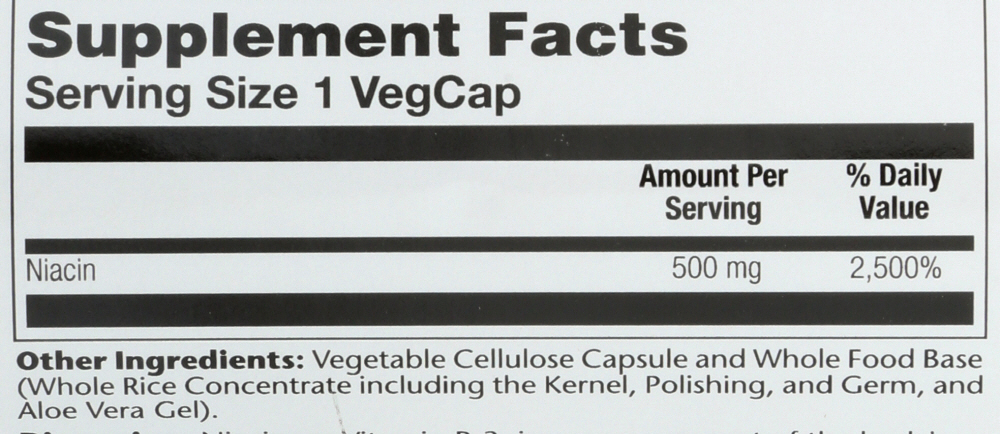 Supplement Facts
Serving Size 1 VegCap
Amount Per
Serving
% Daily
Value
Niacin 500 mg 2,500%
Other Ingredients: Vegetable Cellulose Capsule and Whole Food Base
(Whole Rice Concentrate including the Kernel, Polishing, and Germ, and
Aloe Vera Gel).